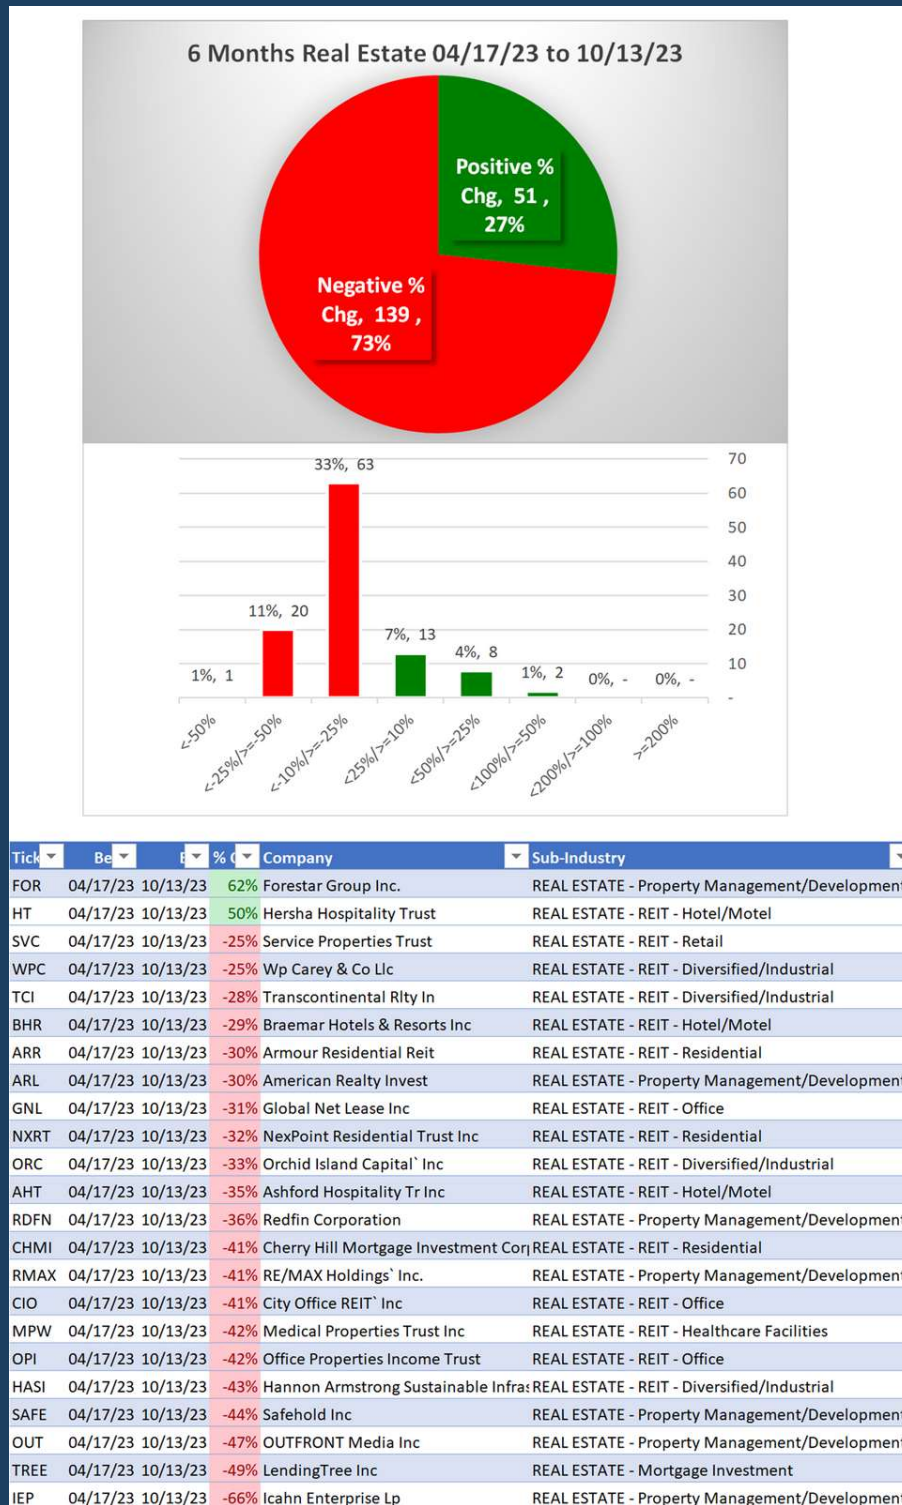 6 Months Real Estate 04/17/23 to 10/13/23
Positive %
Chg, 51 ,
27%
Negative %
Chg, 139 ,
73%
70
33%, 63
60
50
40
30
11%, 20
20
7%, 13
4%, 8
10
1%, 1
1%, 2
0%, -
0%, -
-
<-50%
<-25%/>=-50%
<-10%/>=-25%
<25%/>=10%
<50%/>=25%
<100%/>=50%
<200%/>=100%
>=200%
Tick Be E % C Company Sub-Industry
FOR 04/17/23 10/13/23 62% Forestar Group Inc. REAL ESTATE - Property Management/Development
HT 04/17/23 10/13/23 50% Hersha Hospitality Trust REAL ESTATE - REIT - Hotel/Motel
SVC 04/17/23 10/13/23 -25% Service Properties Trust REAL ESTATE - REIT - Retail
WPC 04/17/23 10/13/23 -25% Wp Carey & Co Llc REAL ESTATE - REIT - Diversified/Industrial
TCI 04/17/23 10/13/23 -28% Transcontinental Rlty In REAL ESTATE - REIT - Diversified/Industrial
BHR 04/17/23 10/13/23 -29% Braemar Hotels & Resorts Inc REAL ESTATE - REIT - Hotel/Motel
ARR 04/17/23 10/13/23 -30% Armour Residential Reit REAL ESTATE - REIT - Residential
ARL 04/17/23 10/13/23 -30% American Realty Invest REAL ESTATE - Property Management/Development
GNL 04/17/23 10/13/23 -31% Global Net Lease Inc REAL ESTATE - REIT - Office
NXRT 04/17/23 10/13/23 -32% NexPoint Residential Trust Inc REAL ESTATE - REIT - Residential
ORC 04/17/23 10/13/23 -33% Orchid Island Capital` Inc REAL ESTATE - REIT - Diversified/Industrial
AHT 04/17/23 10/13/23 -35% Ashford Hospitality Tr Inc REAL ESTATE - REIT - Hotel/Motel
RDFN 04/17/23 10/13/23 -36% Redfin Corporation REAL ESTATE - Property Management/Development
CHMI 04/17/23 10/13/23 -41% Cherry Hill Mortgage Investment Corp REAL ESTATE - REIT - Residential
RMAX 04/17/23 10/13/23 -41% RE/MAX Holdings` Inc. REAL ESTATE - Property Management/Development
CIO 04/17/23 10/13/23 -41% City Office REIT` Inc REAL ESTATE - REIT - Office
MPW 04/17/23 10/13/23 -42% Medical Properties Trust Inc REAL ESTATE - REIT - Healthcare Facilities
OPI 04/17/23 10/13/23 -42% Office Properties Income Trust REAL ESTATE - REIT - Office
HASI 04/17/23 10/13/23 -43% Hannon Armstrong Sustainable Infras REAL ESTATE - REIT - Diversified/Industrial
SAFE 04/17/23 10/13/23 -44% Safehold Inc REAL ESTATE - Property Management/Development
OUT 04/17/23 10/13/23 -47% OUTFRONT Media Inc REAL ESTATE - Property Management/Development
TREE 04/17/23 10/13/23 -49% LendingTree Inc REAL ESTATE - Mortgage Investment
IEP 04/17/23 10/13/23 -66% Icahn Enterprise Lp REAL ESTATE - Property Management/Development